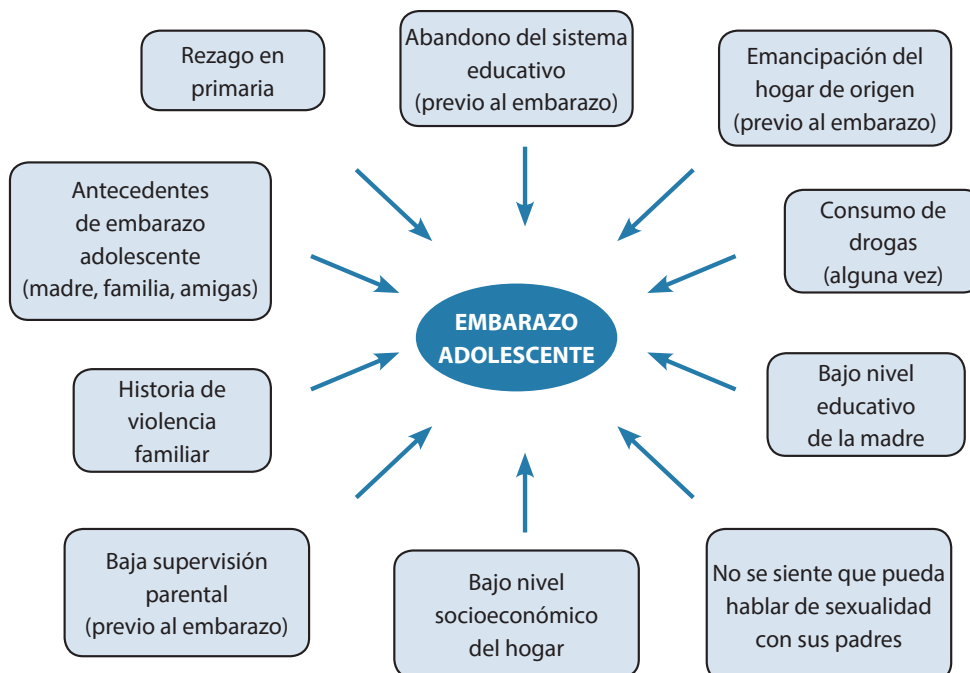 Rezago en
primaria
Abandono del sistema
educativo
(previo al embarazo)
Emancipación del
hogar de origen
(previo al embarazo)
Antecedentes
de embarazo
adolescente
(madre, familia, amigas)
Consumo de
drogas
(alguna vez)
EMBARAZO
ADOLESCENTE
Historia de
violencia
familiar
Bajo nivel
educativo
de la madre
Baja supervisión
parental
(previo al embarazo)
Bajo nivel
socioeconómico
del hogar
No se siente que pueda
hablar de sexualidad
con sus padres